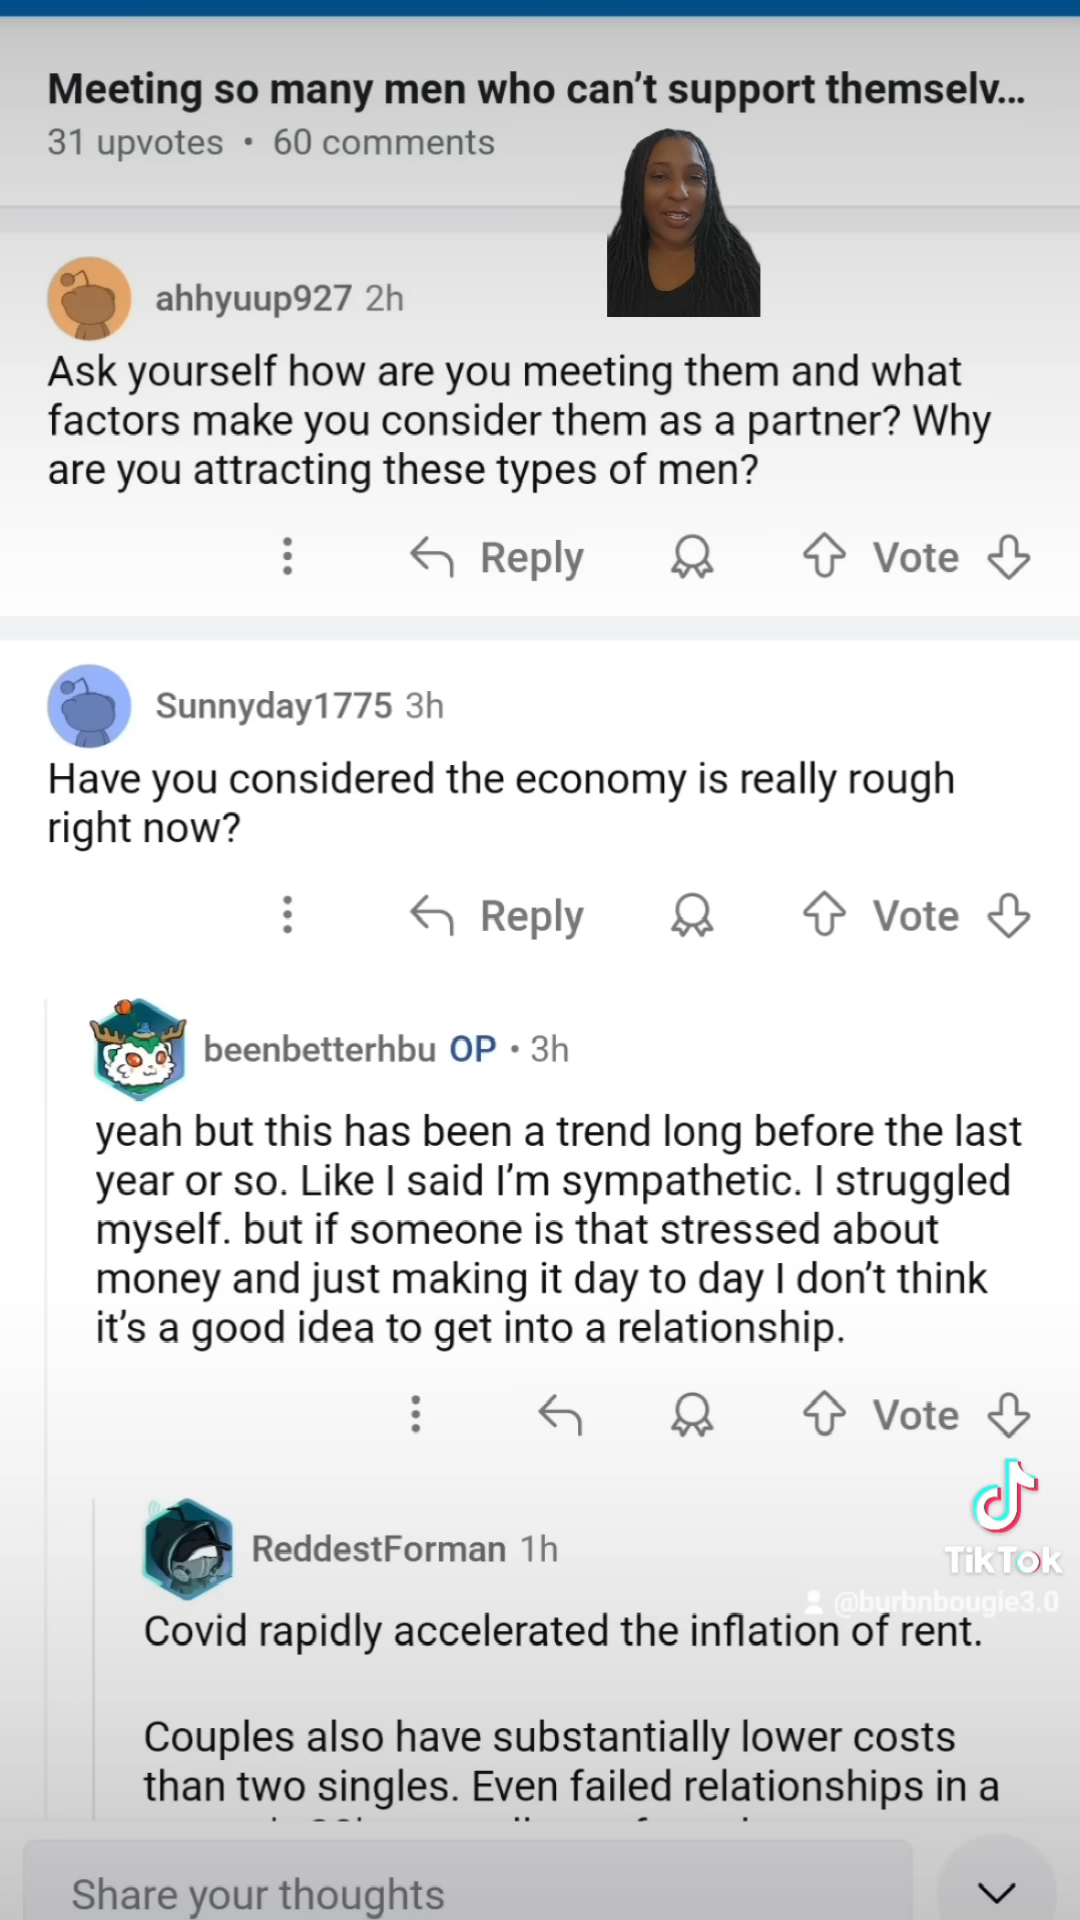 Meeting so many men who can't support themselv...
31 upvotes • 60 comments
ahhyuup927 2h
Ask yourself how are you meeting them and what
factors make you consider them as a partner? Why
are you attracting these types of men?
Reply Vote
Sunnyday1775 3h
Have you considered the economy is really rough
right now?
Reply Vote
beenbetterhbu OP • 3h
yeah but this has been a trend long before the last
year or so. Like I said I'm sympathetic. I struggled
myself. but if someone is that stressed about
money and just making it day to day I don't think
it's a good idea to get into a relationship.
Vote
TikTok
@burbnbougie3.0
ReddestForman 1h
Covid rapidly accelerated the inflation of rent.
Couples also have substantially lower costs
than two singles. Even failed relationships in a
Share your thoughts